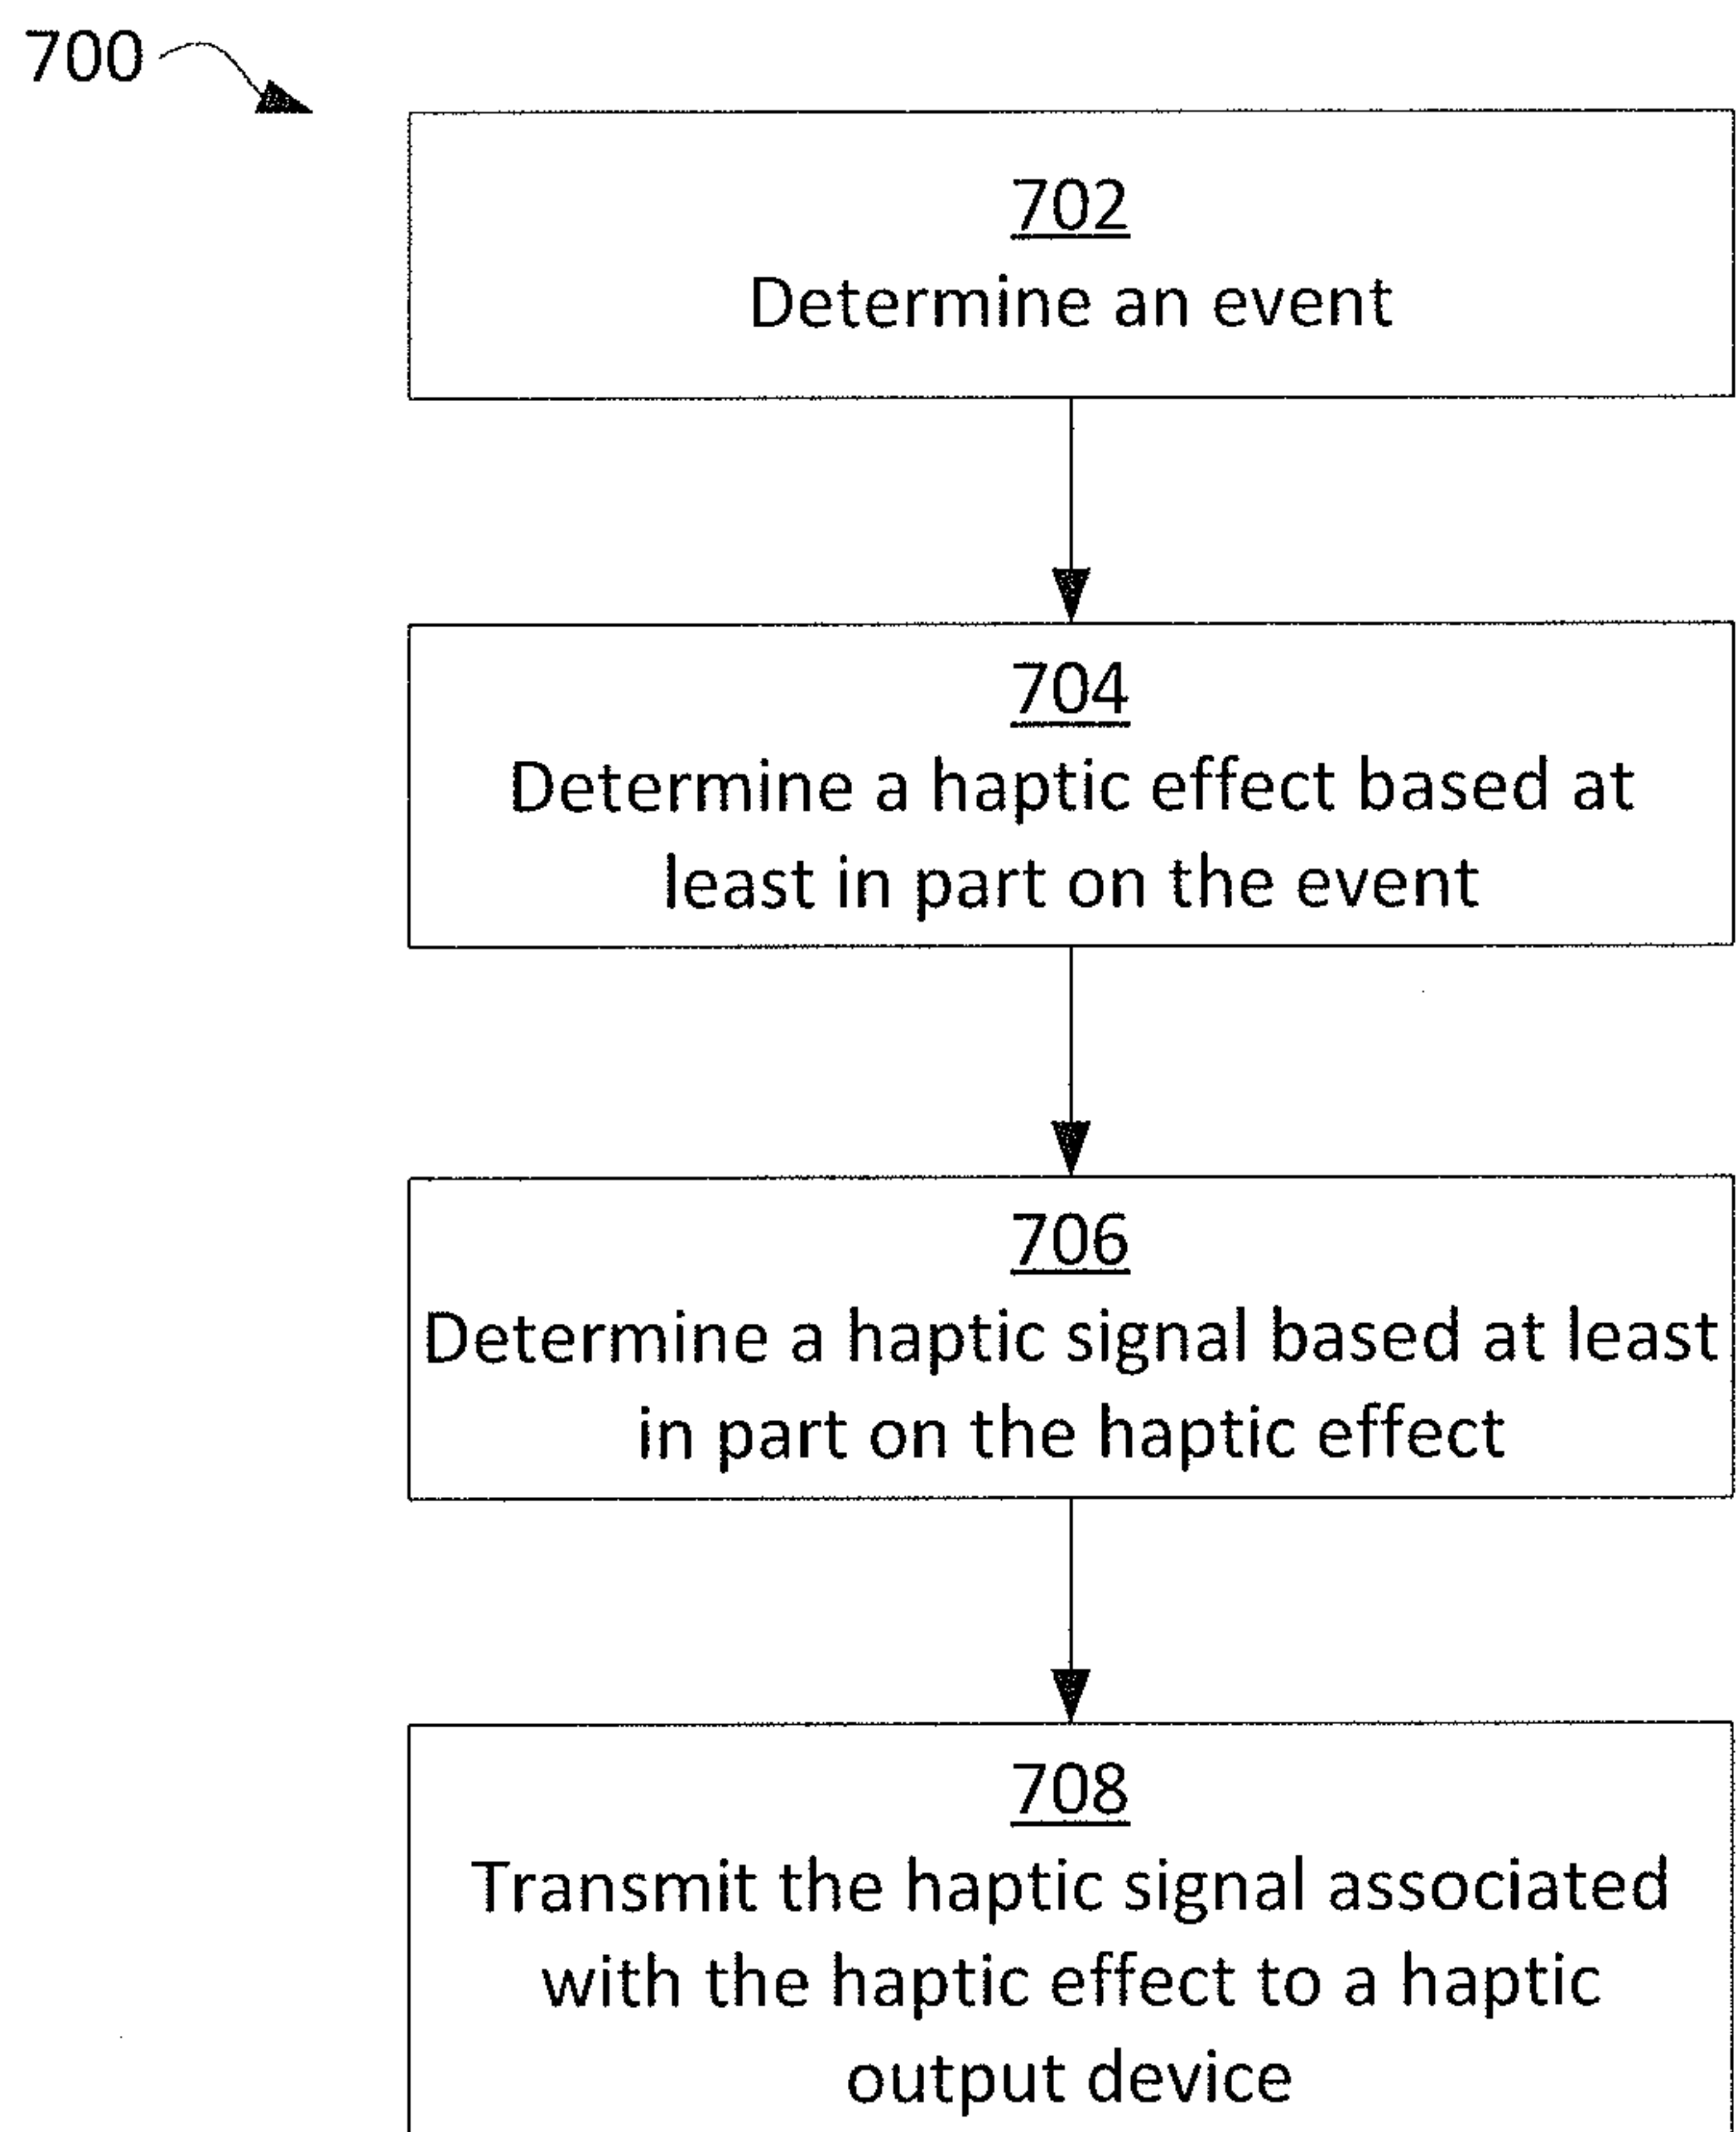 700
702
Determine an event
704
Determine a haptic effect based at
least in part on the event
706
Determine a haptic signal based at least
in part on the haptic effect
708
Transmit the haptic signal associated
with the haptic effect to a haptic
output device